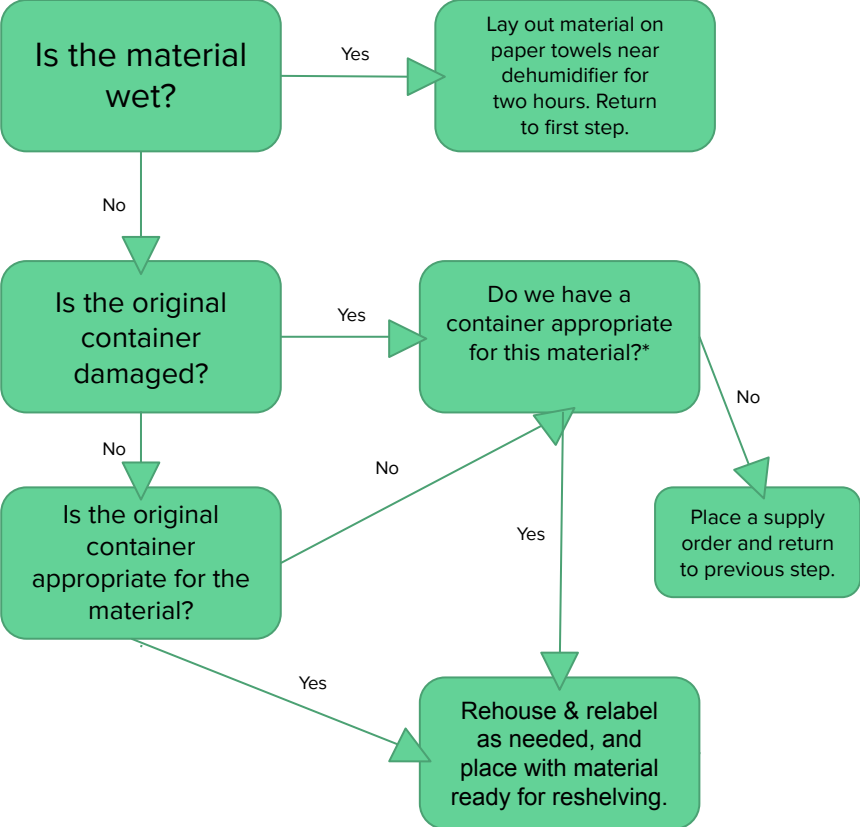 Is the material
wet?
Yes
Lay out material on
paper towels near
dehumidifier for
two hours. Return
to first step.
No
Is the original
container
damaged?
Yes
Do we have a
container appropriate
for this material?*
No
No
No
Is the original
container
appropriate for the
material?
Yes
Place a supply
order and return
to previous step.
Yes
Rehouse & relabel
as needed, and
place with material
ready for reshelving.